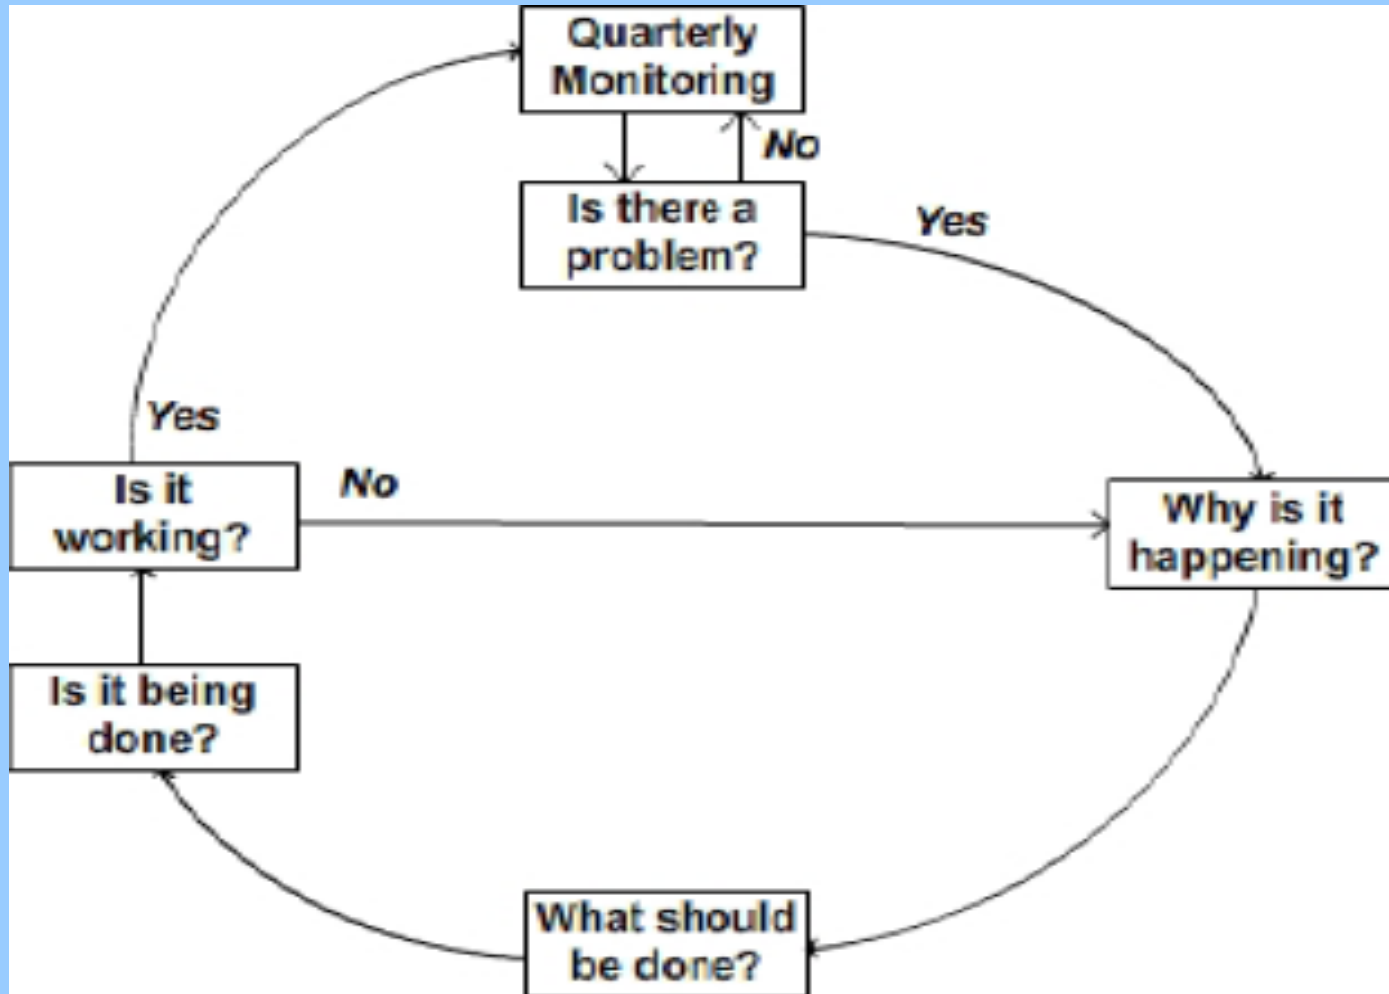 Quarterly
Monitoring
No
Is there a
problem?
Yes
Yes
Is it
working?
No
Why is it
happening?
Is it being
done?
What should
be done?